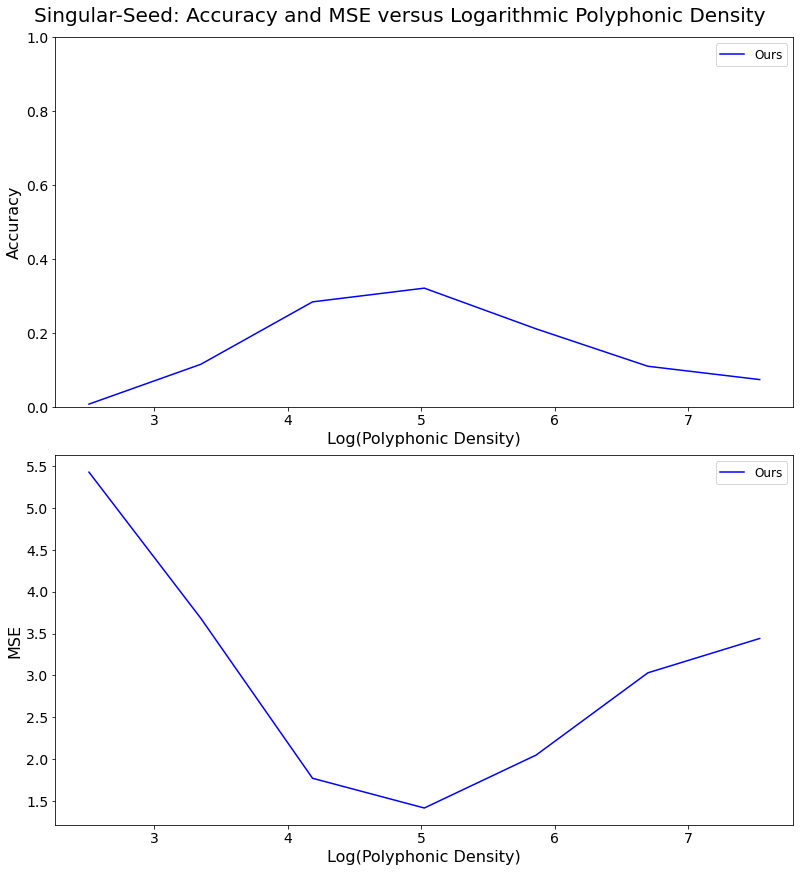 Singular-Seed: Accuracy and MSE versus Logarithmic Polyphonic Density
1.0
0.8
0.6
0.4
0.2
0.0
Accuracy
Ours
3 4 5 6 7
Log(Polyphonic Density)
5.5
5.0
4.5
4.0
3.5
3.0
2.5
2.0
1.5
MSE
Ours
3 4 5 6 7
Log(Polyphonic Density)